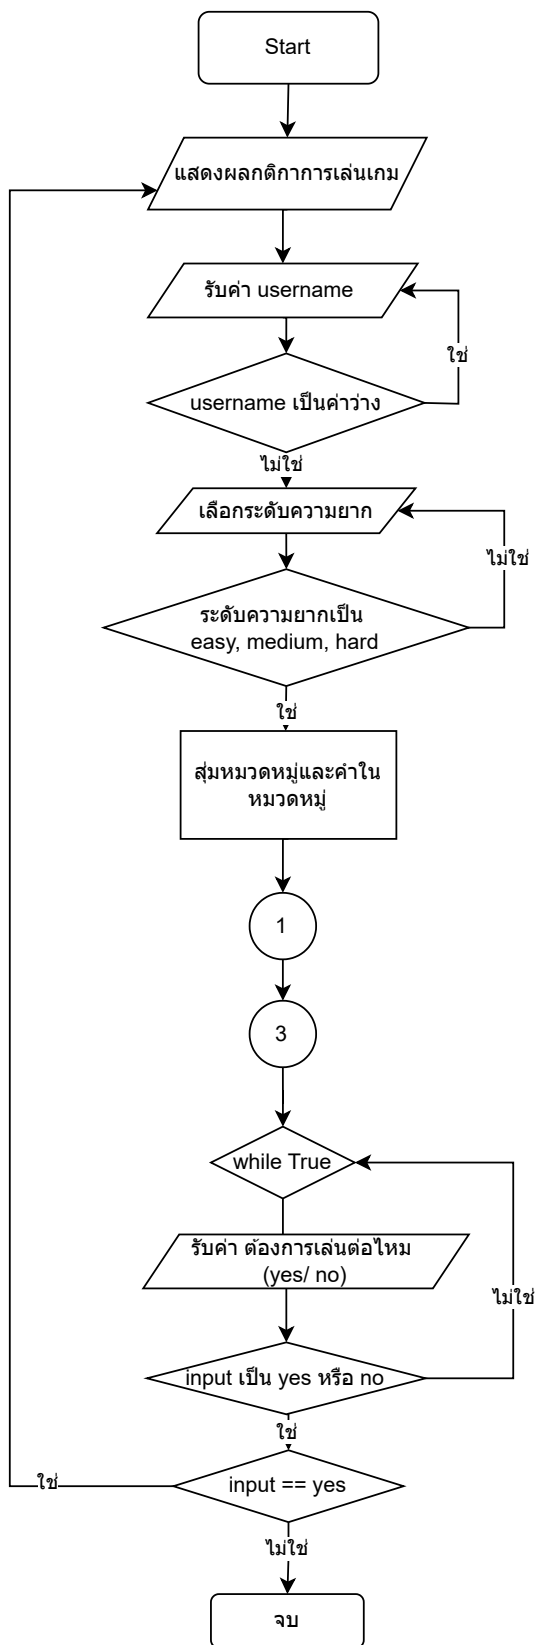 Start
แสดงผลกติกาการเล่นเกม
รับค่า username
ใช่
username เป็นค่าว่าง
ไม่ใช่
เลือกระดับความยาก
ไม่ใช่
ระดับความยากเป็น
easy, medium, hard
ใช่
สุ่มหมวดหมู่และคำใน
หมวดหมู่
1
3
while True
รับค่า ต้องการเล่นต่อไหม
(yes/ no)
ไม่ใช่
input เป็น yes หรือ no
ใช่
input == yes
ใช่
ไม่ใช่
จบ